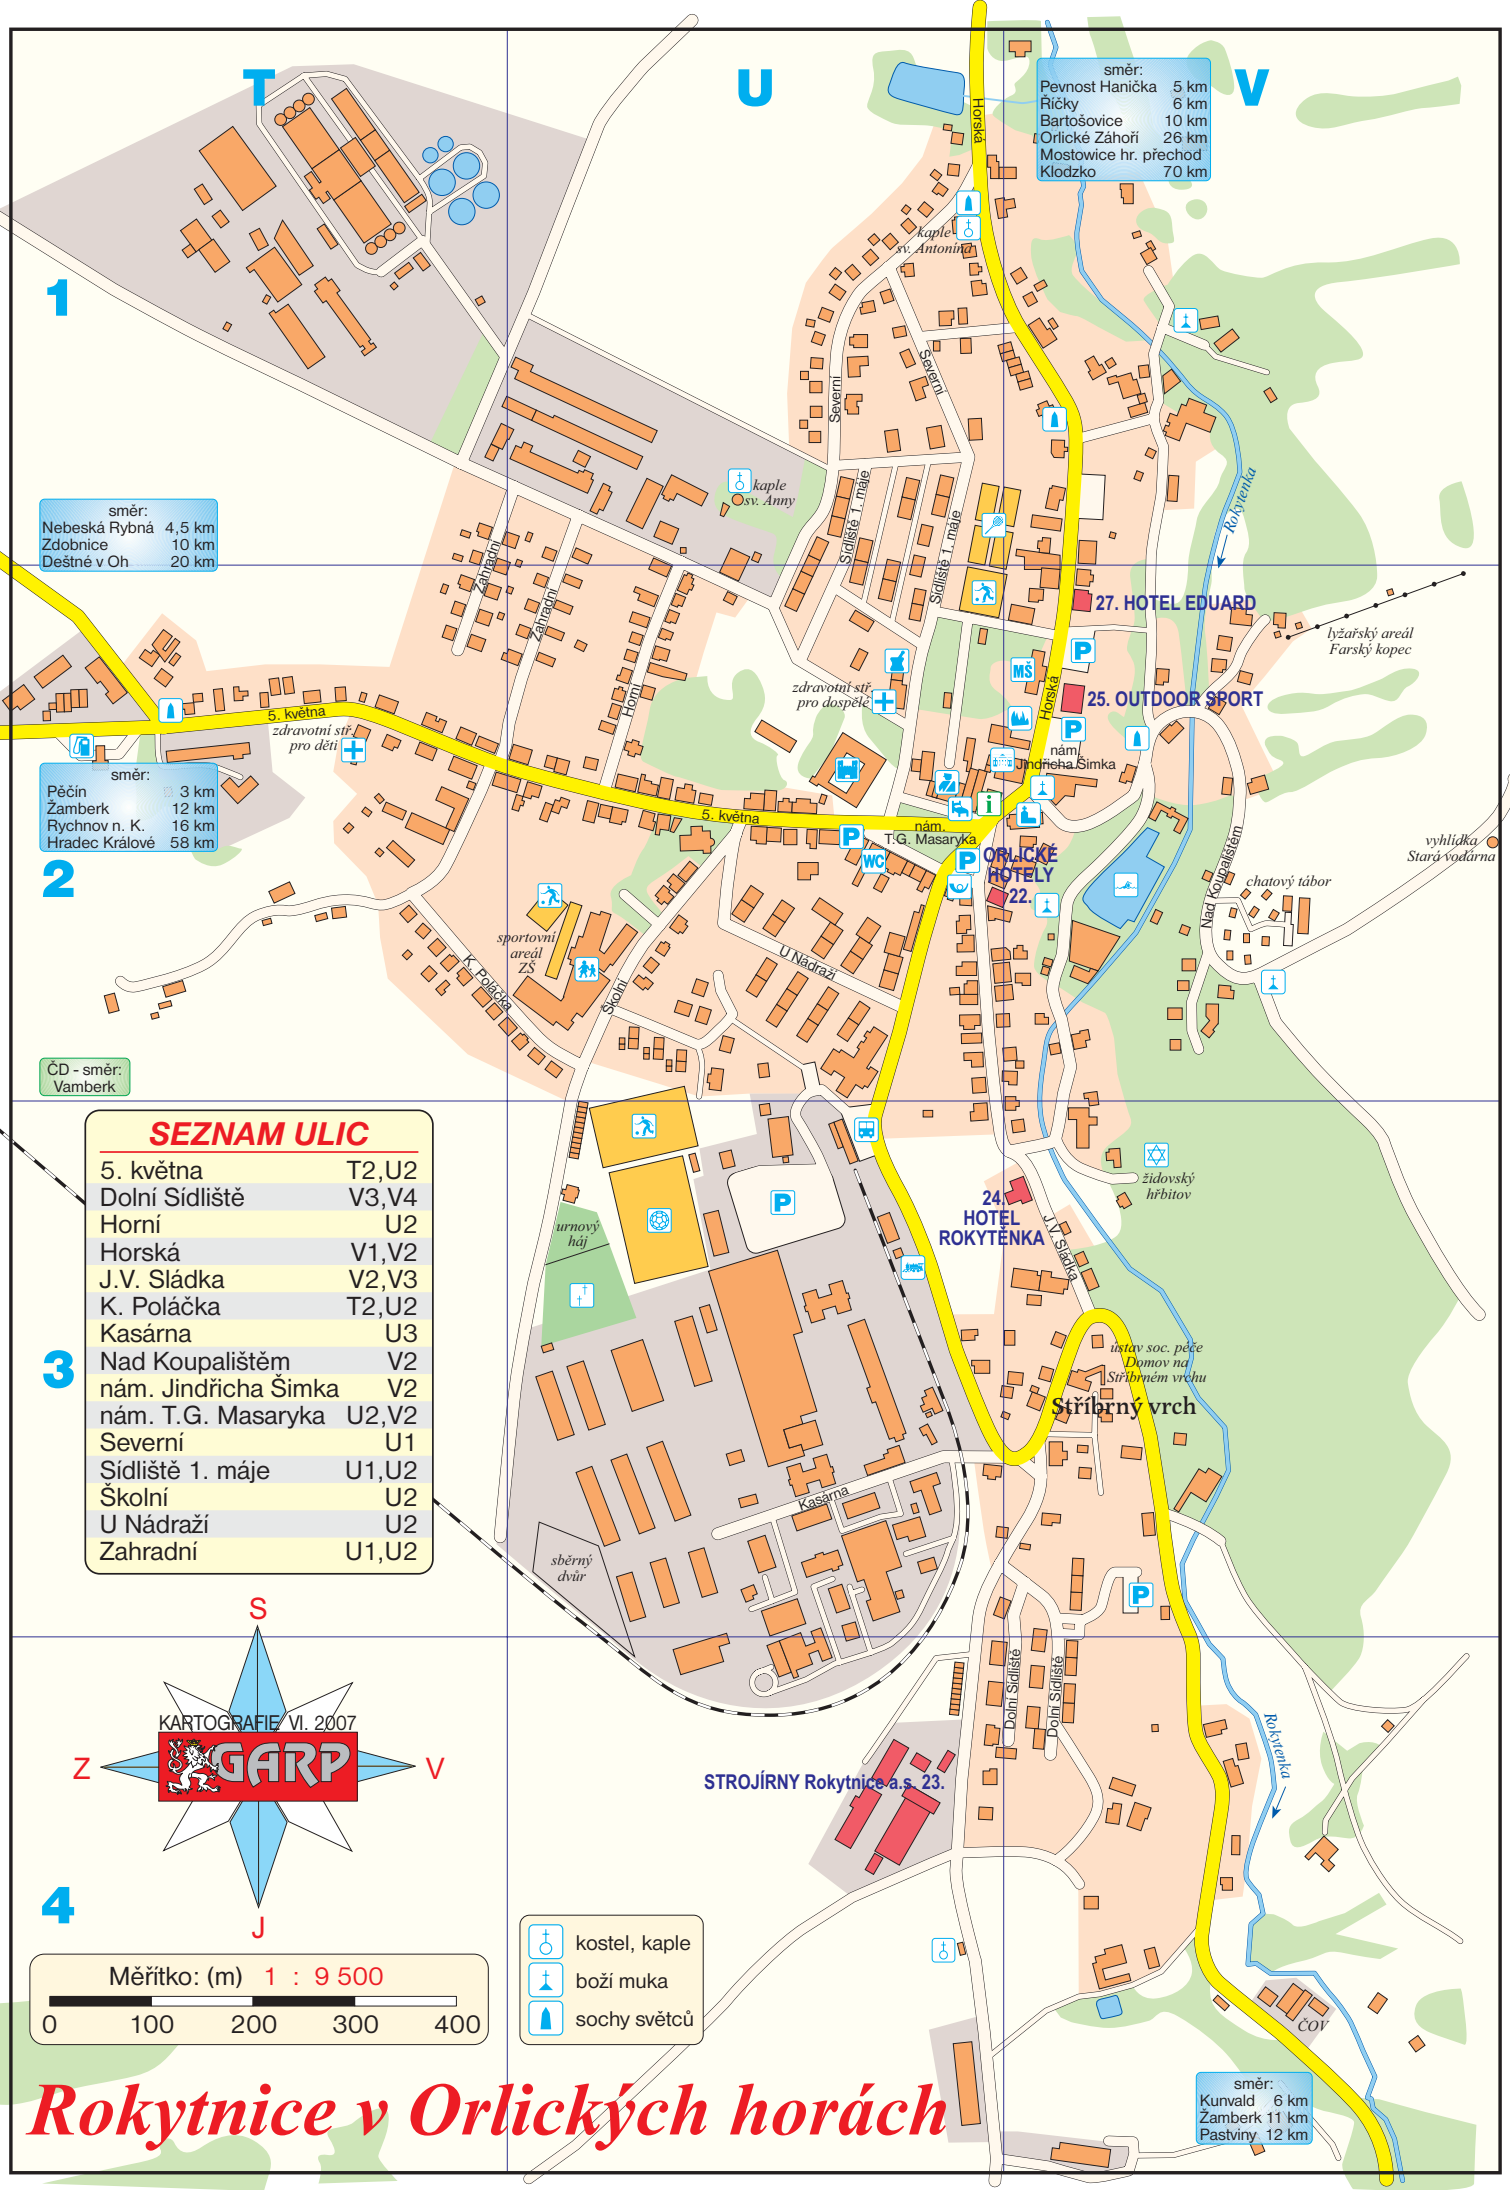 T
U
V
směr:
Pevnost Hanička 5 km
Říčky 6 km
Bartošovice 10 km
Orlické Záhoří 26 km
Mostowice hr. přechod
Klodzko 70 km
Horská
kaple
sv. Antonína
1
Severní
Severní
kaple
sv. Anny
Sídliště 1. máje
Sídliště 1. máje
Rokytenka
směr:
Nebeská Rybná 4,5 km
Zdobnice 10 km
Deštné v Oh 20 km
Zahradní
Zahradní
27. HOTEL EDUARD
lyžařský areál
Farský kopec
MŠ
P
zdravotní stř.
pro dospělé
Horní
Horská
25. OUTDOOR SPORT
5. května
zdravotní stř.
pro děti
P
nám.
Jindřicha Šimka
směr:
Pěčín 3 km
Žamberk 12 km
Rychnov n. K. 16 km
Hradec Králové 58 km
i
5. května
nám.
T.G. Masaryka
P
WC
P
ORLICKÉ
HOTELY
22.
vyhlídka
Stará vodárna
2
chatový tábor
Nad Koupalištěm
sportovní
areál
ZŠ
K. Poláčka
Školní
U Nádraží
ČD - směr:
Vamberk
SEZNAM ULIC
5. května T2,U2
Dolní Sídliště V3,V4
Horní U2
Horská V1,V2
J.V. Sládka V2,V3
K. Poláčka T2,U2
Kasárna U3
Nad Koupalištěm V2
nám. Jindřicha Šimka V2
nám. T.G. Masaryka U2,V2
Severní U1
Sídliště 1. máje U1,U2
Školní U2
U Nádraží U2
Zahradní U1,U2
židovský
hřbitov
P
24.
HOTEL
ROKYTĚNKA
urnový
háj
J.V. Sládka
3
ústav soc. péče
Domov na
Stříbrném vrchu
Stříbrný vrch
Kasárna
sběrný
dvůr
P
S
Dolní Sídliště
Dolní Sídliště
KARTOGRAFIE VI. 2007
GARP
Z
V
J
Rokytenka
STROJÍRNY Rokytnice a.s. 23.
4
kostel, kaple
boží muka
sochy světců
Měřítko: (m) 1 : 9 500
0 100 200 300 400
ČOV
směr:
Kunvald 6 km
Žamberk 11 km
Pastviny 12 km
Rokytnice v Orlických horách